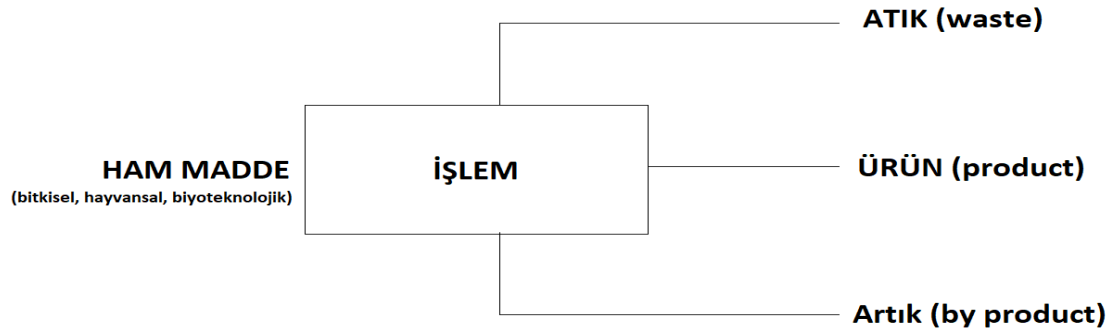 ATIK (waste)
HAM MADDE
(bitkisel, hayvansal, biyoteknolojik)
İŞLEM
ÜRÜN (product)
Artık (by product)